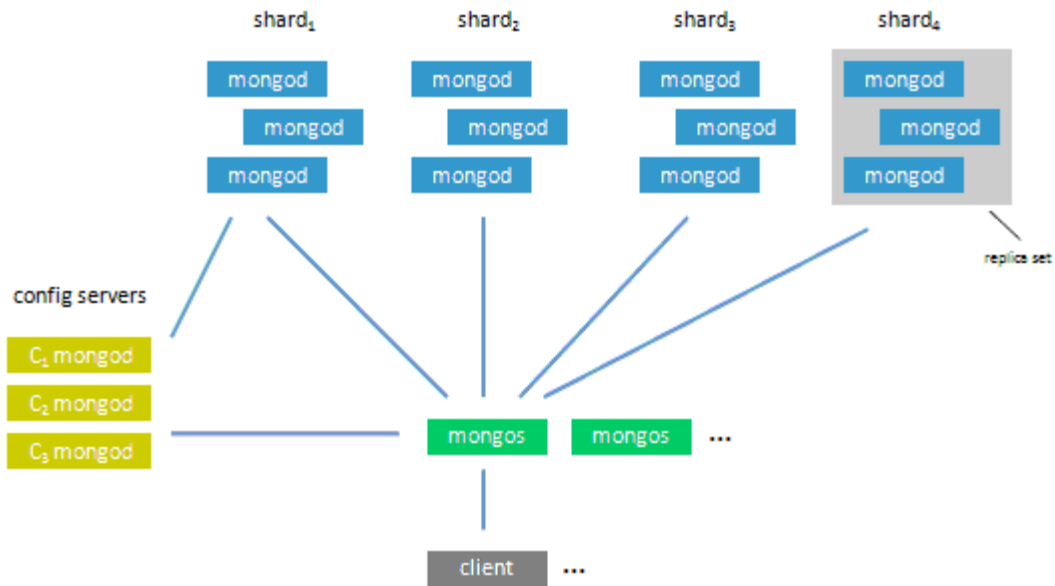 shard₁ shard₂ shard₃ shard₄
mongod mongod mongod mongod
mongod mongod mongod mongod
mongod mongod mongod mongod
replica set
config servers
C₁ mongod
C₂ mongod
C₃ mongod
mongos mongos ...
client ...